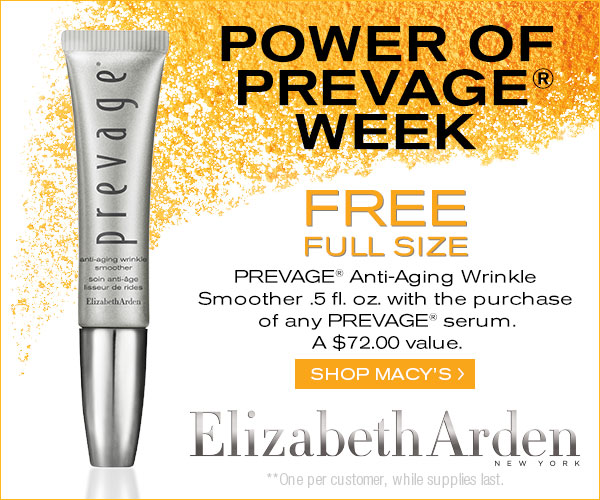 POWER OF
PREVAGE®
WEEK
FREE
FULL SIZE
PREVAGE® Anti-Aging Wrinkle
Smoother .5 fl. oz. with the purchase
of any PREVAGE® serum.
A $72.00 value.
SHOP MACY'S >
Elizabeth Arden
NEW YORK
**One per customer, while supplies last.
prevage®
anti-aging wrinkle
smoother
soin anti-âge
lisseur de rides
ElizabethArden